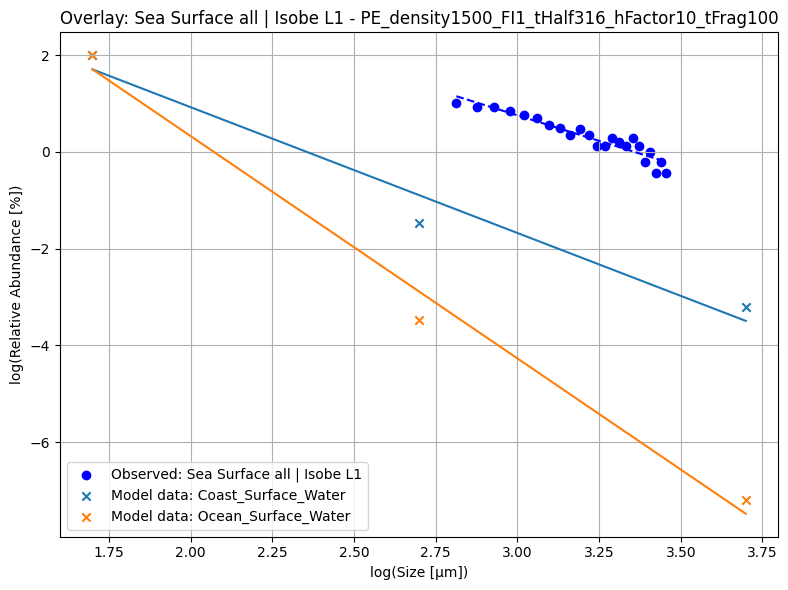 Overlay: Sea Surface all | Isobe L1 - PE_density1500_FI1_tHalf316_hFactor10_tFrag100
log(Relative Abundance [%])
2
0
−2
−4
−6
Observed: Sea Surface all | Isobe L1
Model data: Coast_Surface_Water
Model data: Ocean_Surface_Water
1.75 2.00 2.25 2.50 2.75 3.00 3.25 3.50 3.75
log(Size [µm])